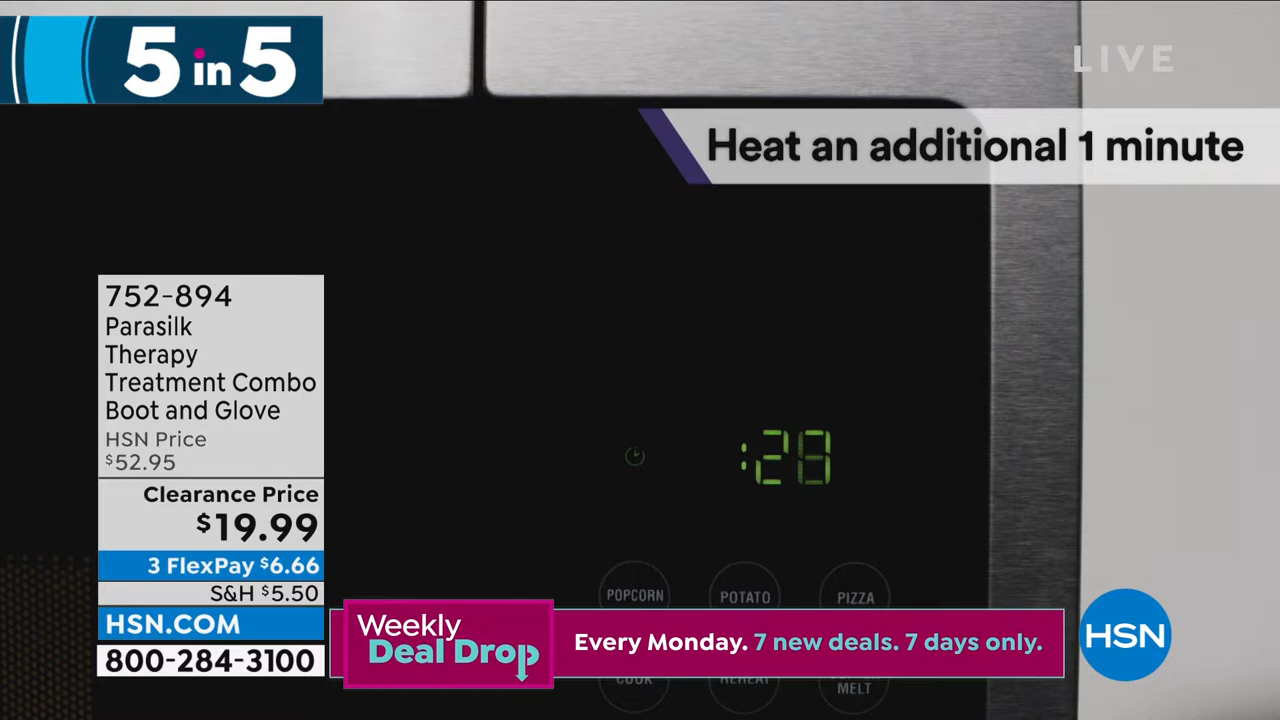 5 in 5
LIVE
Heat an additional 1 minute
752-894
Parasilk
Therapy
Treatment Combo
Boot and Glove
HSN Price
$52.95
Clearance Price
$19.99
3 FlexPay $6.66
S&H $5.50
HSN.COM
800-284-3100
POPCORN
POTATO
PIZZA
Weekly
Deal Drop
Every Monday. 7 new deals. 7 days only.
HSN
COOK
REHEAT
MELT